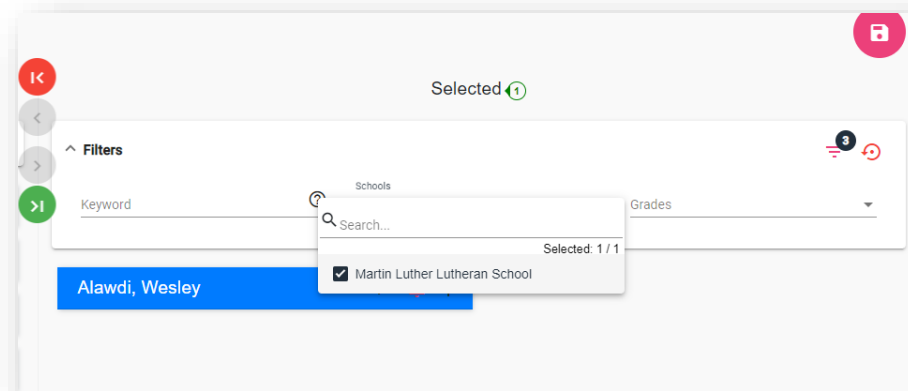 Selected 1
Filters
3
Schools
Keyword
Grades
Search...
Selected: 1 / 1
Martin Luther Lutheran School
Alawdi, Wesley